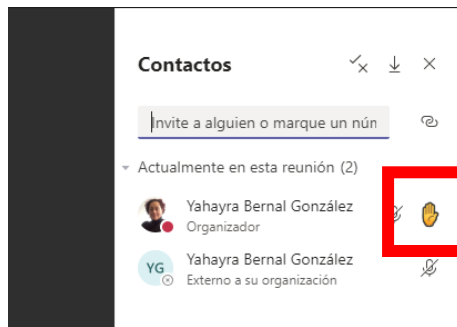 Contactos
Invite a alguien o marque un nún
Actualmente en esta reunión (2)
Yahayra Bernal González
Organizador
YG
Yahayra Bernal González
Externo a su organización